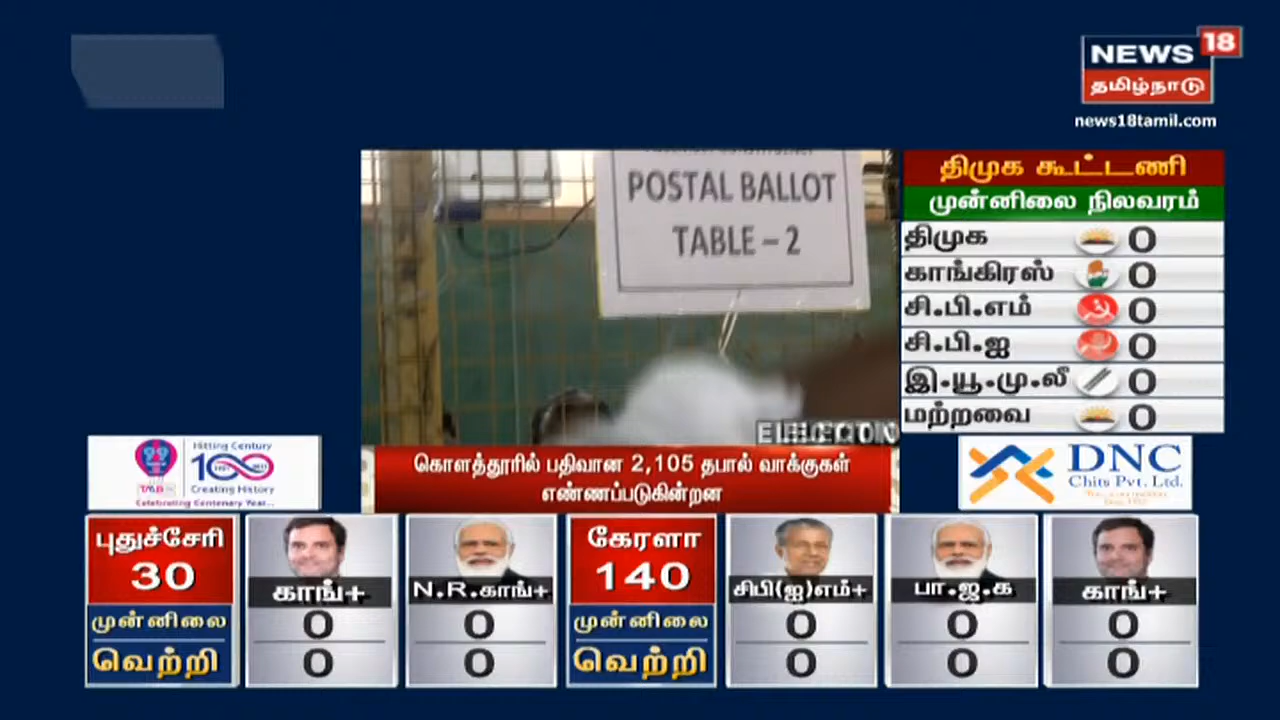 NEWS 18
தமிழ்நாடு
news18tamil.com
POSTAL BALLOT
TABLE - 2
திமுக கூட்டணி
முன்னிலை நிலவரம்
திமுக 0
காங்கிரஸ் 0
சி.பி.எம் 0
சி.பி.ஐ 0
இ.யூ.மு.லீ 0
மற்றவை 0
கொளத்தூரில் பதிவான 2,105 தபால் வாக்குகள்
எண்ணப்படுகின்றன
Hitting Century
100
Creating History
Celebrating Centenary Year...
DNC
Chits Pvt. Ltd.
புதுச்சேரி
30
முன்னிலை
வெற்றி
காங்+
0
0
N.R.காங்+
0
0
கேரளா
140
முன்னிலை
வெற்றி
சிபி(ஐ)எம்+
0
0
பா.ஜ.க
0
0
காங்+
0
0